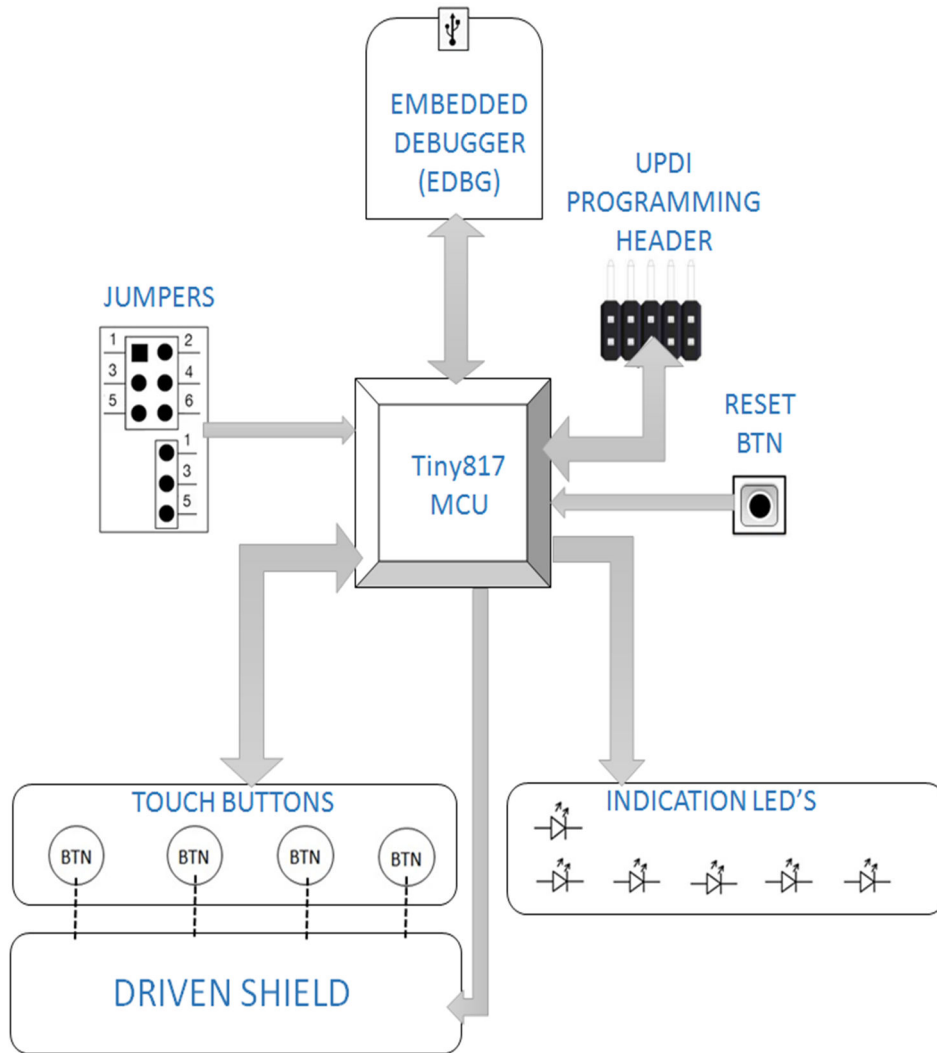 EMBEDDED
DEBUGGER
(EDBG)
UPDI
PROGRAMMING
HEADER
JUMPERS
1 2
3 4
5 6
1
3
5
RESET
BTN
Tiny817
MCU
TOUCH BUTTONS
BTN BTN BTN BTN
INDICATION LED'S
DRIVEN SHIELD